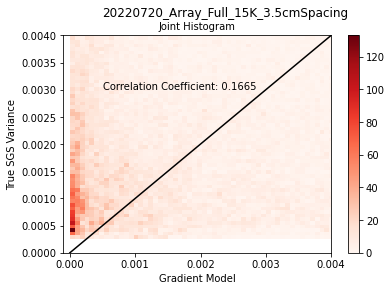 20220720_Array_Full_15K_3.5cmSpacing
Joint Histogram
Correlation Coefficient: 0.1665
True SGS Variance
0.0040
0.0035
0.0030
0.0025
0.0020
0.0015
0.0010
0.0005
0.0000
0.000 0.001 0.002 0.003 0.004
Gradient Model
120
100
80
60
40
20
0